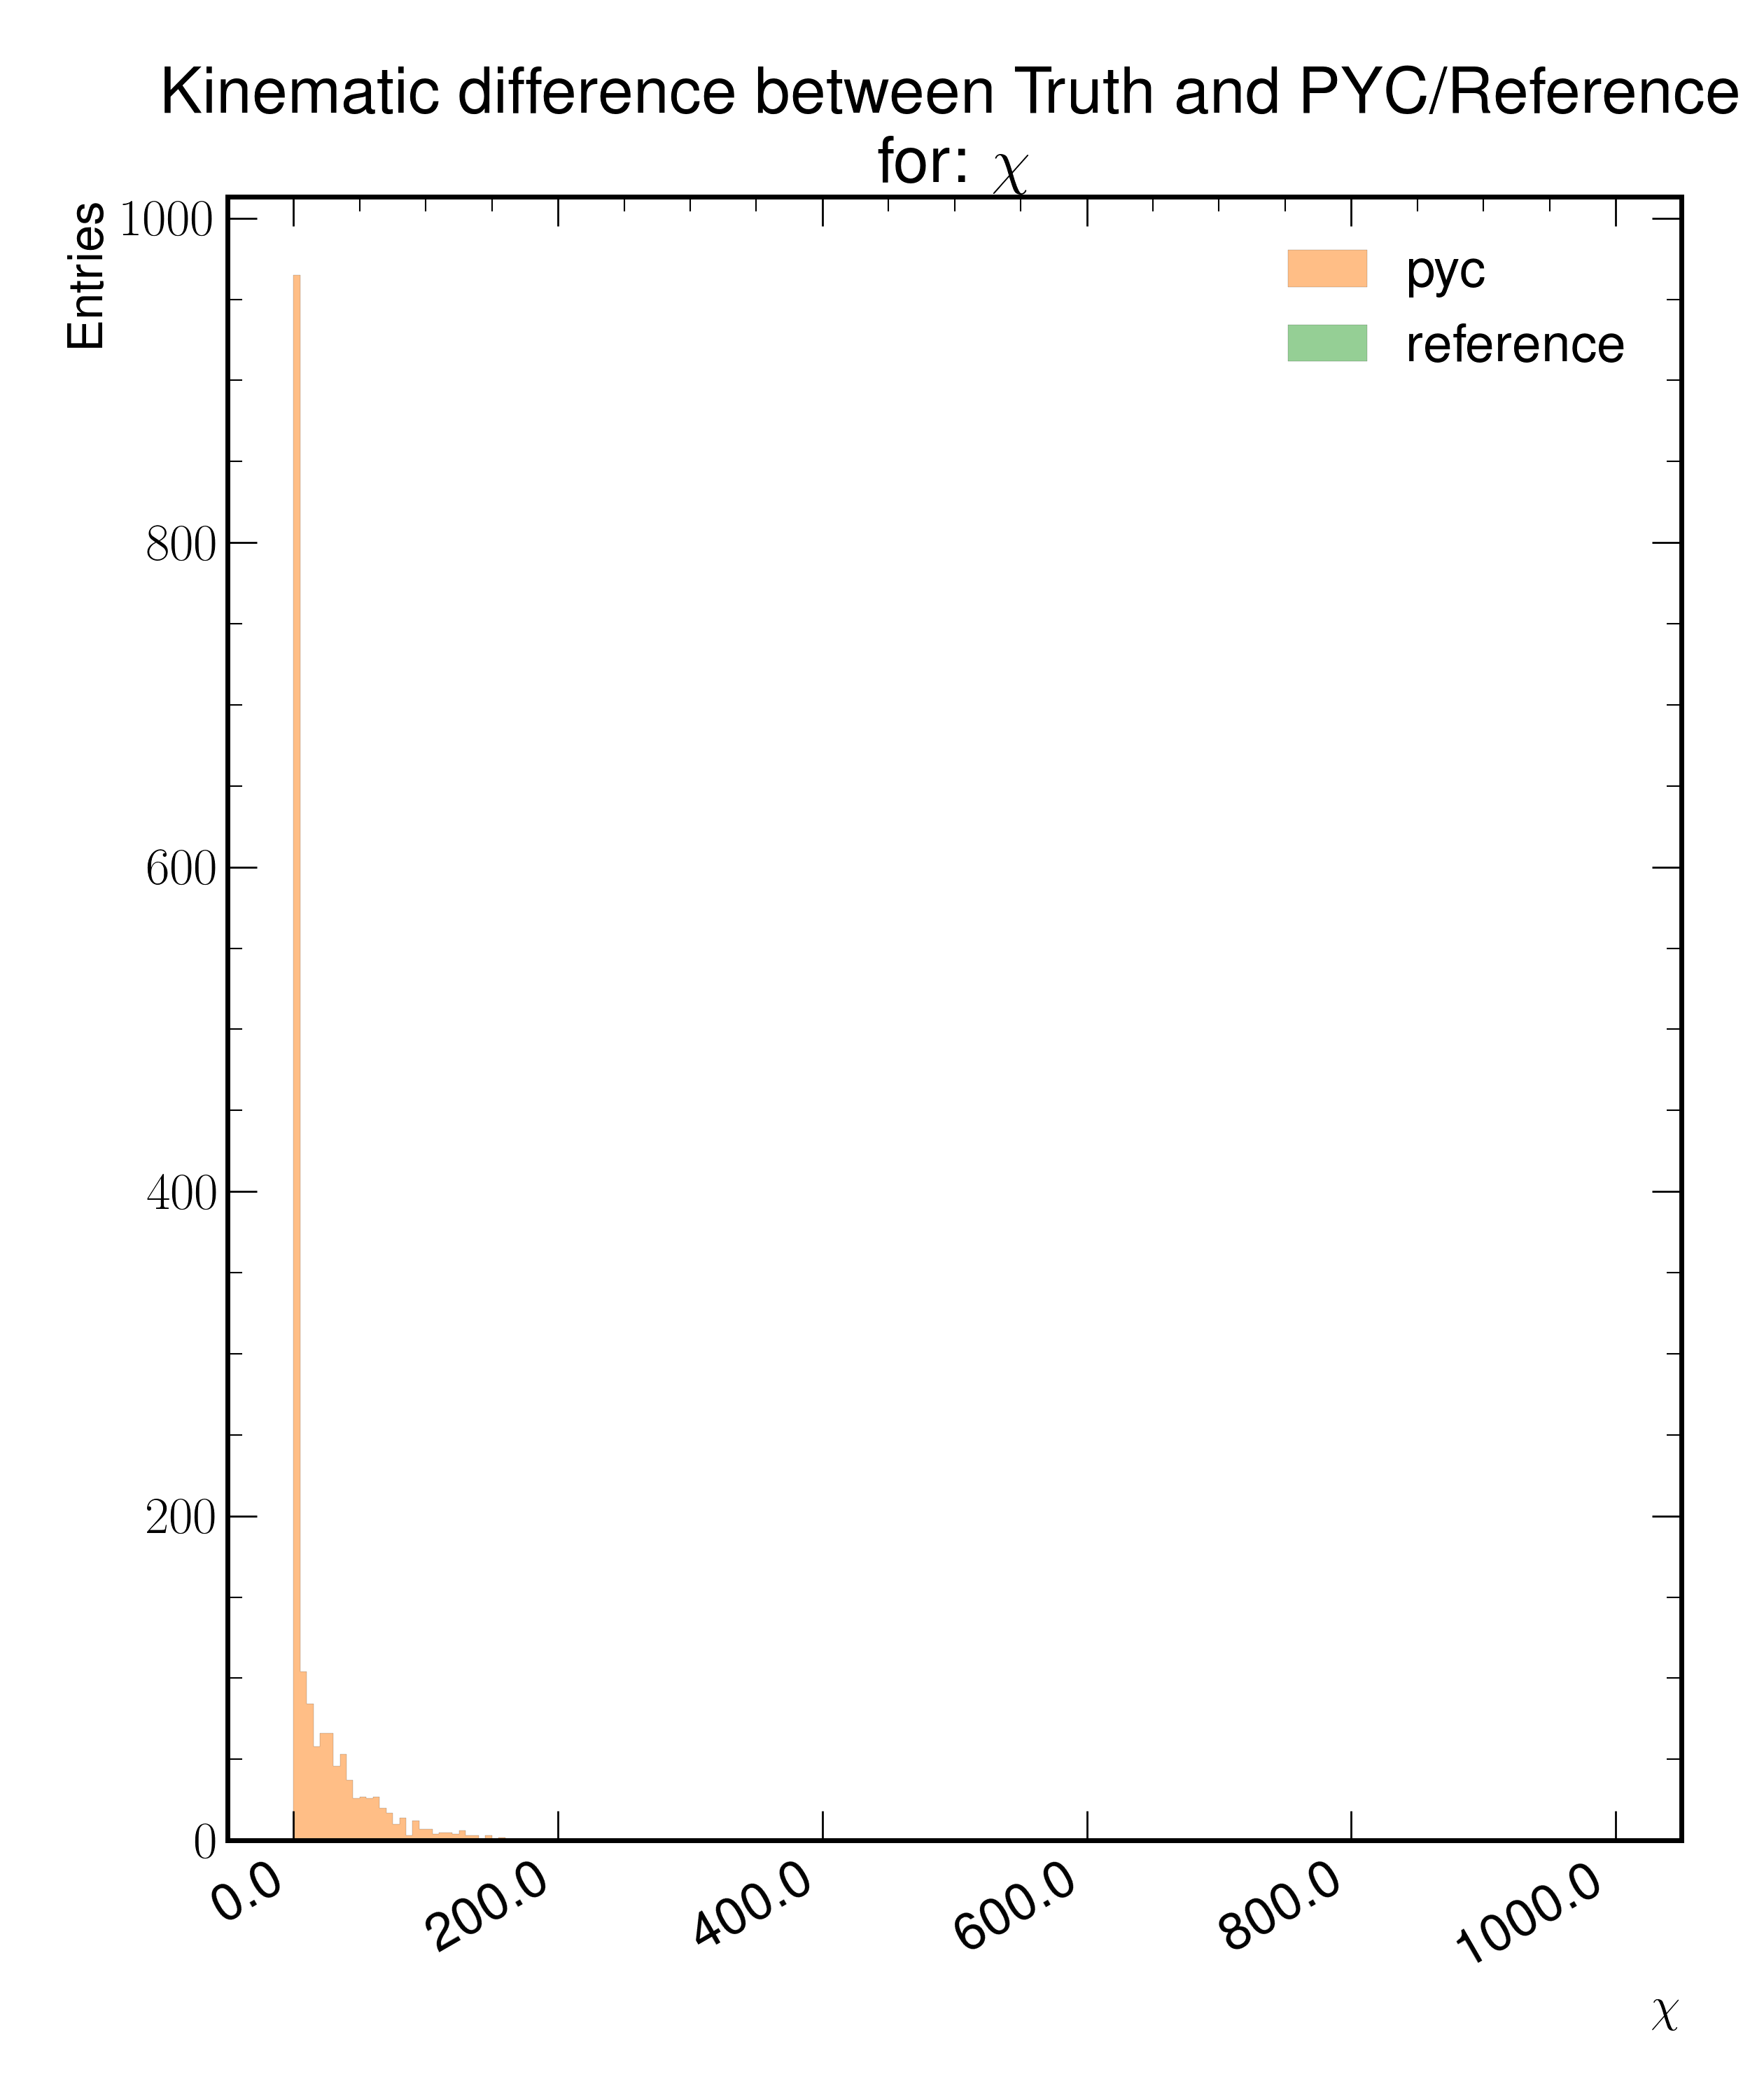 Kinematic difference between Truth and PYC/Reference
for: χ
Entries
1000
800
600
400
200
0
pyc
reference
0.0
200.0
400.0
600.0
800.0
1000.0
χ